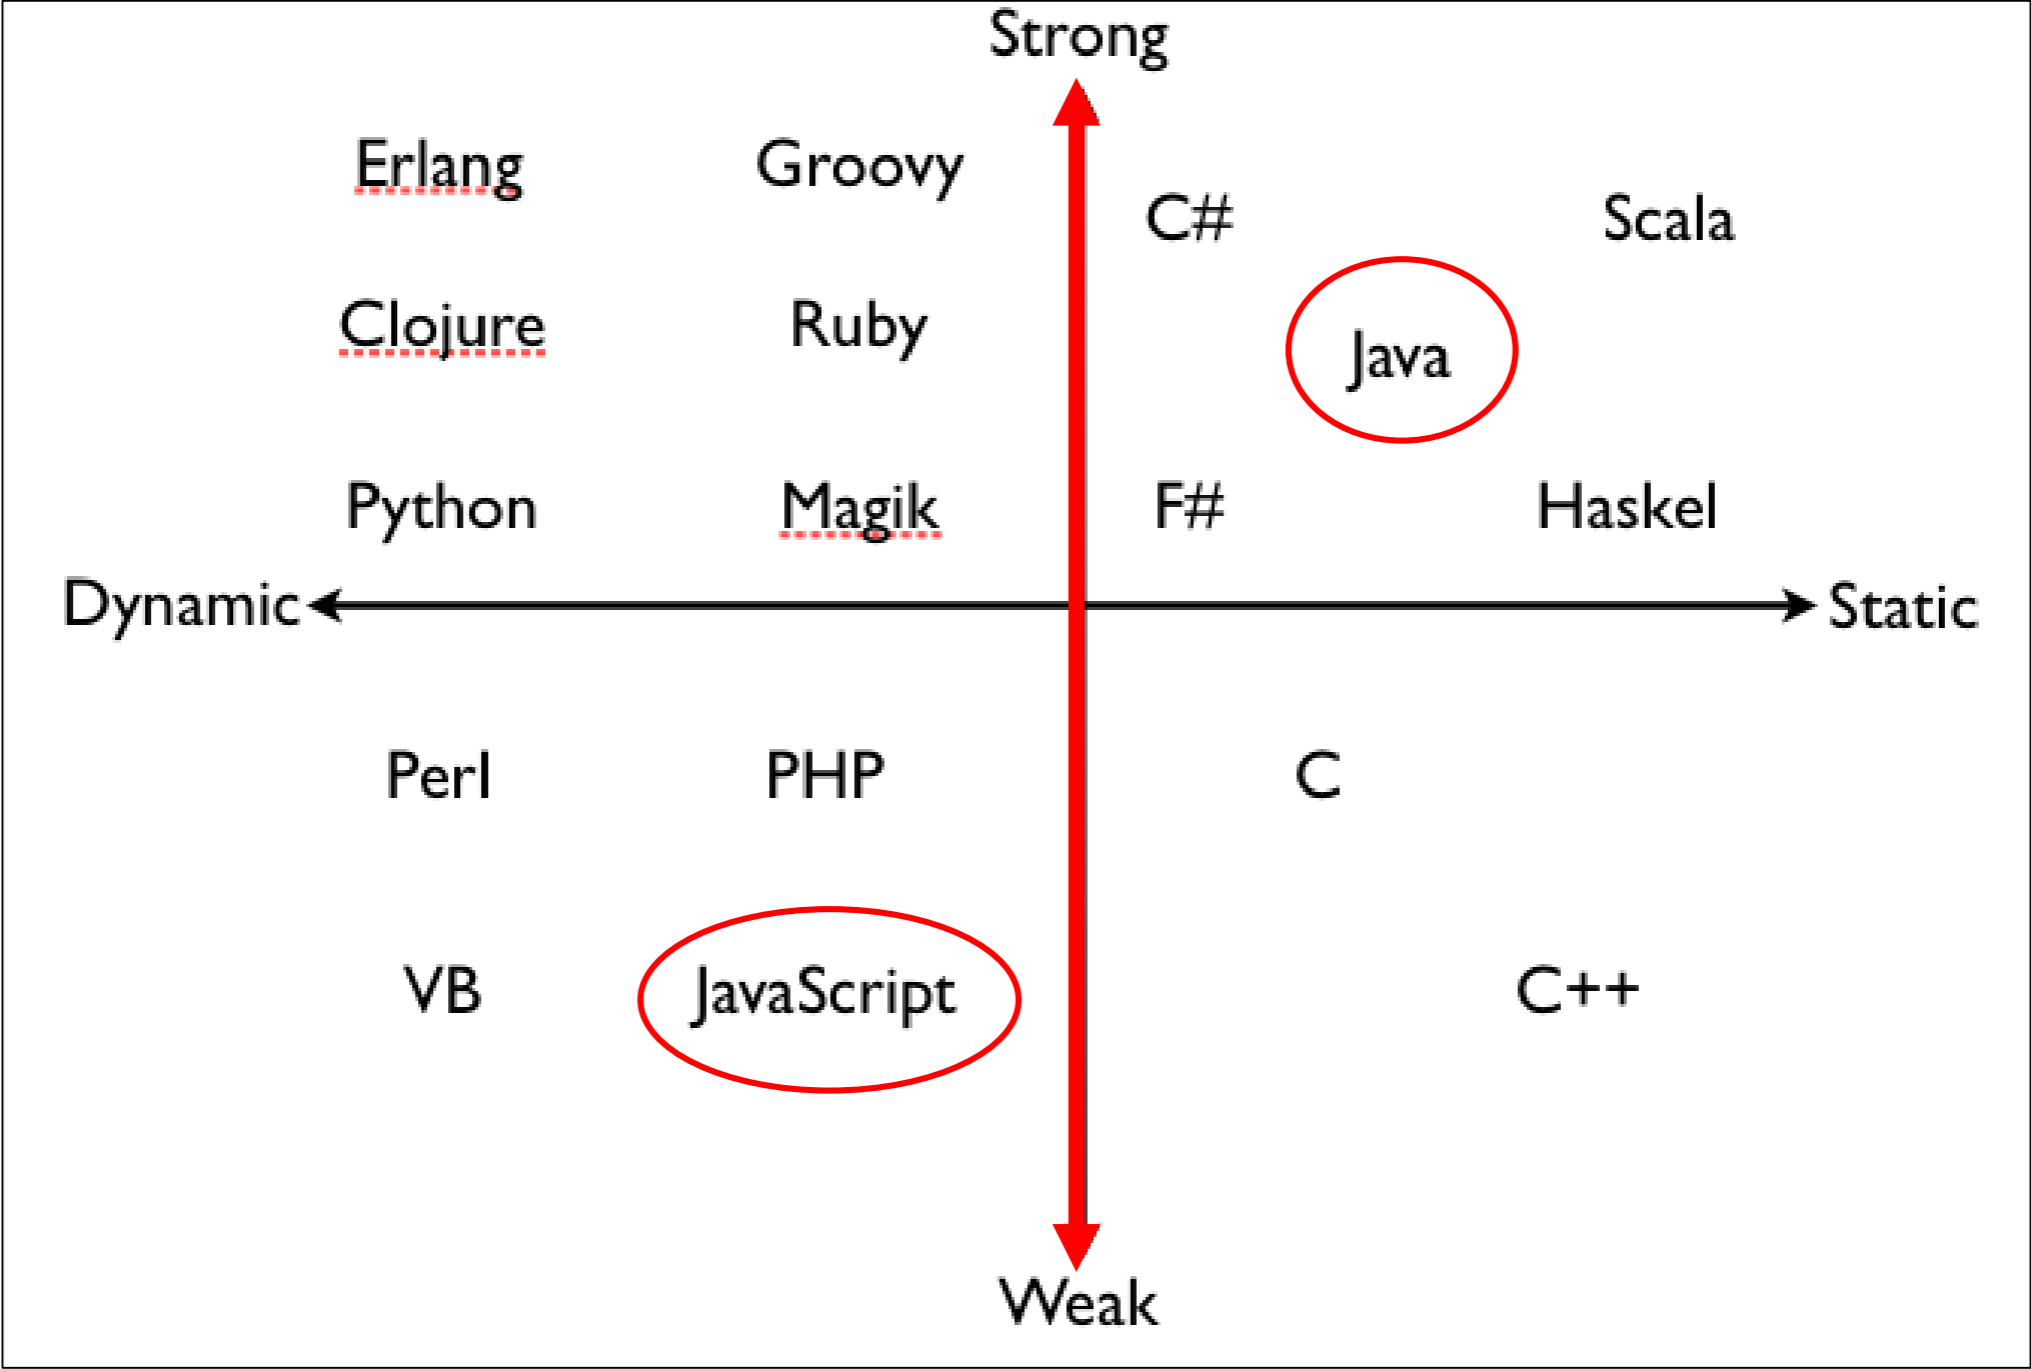 Strong
Erlang Groovy
C# Scala
Clojure Ruby
Java
Python Magik F# Haskel
Dynamic Static
Perl PHP C
VB JavaScript C++
Weak